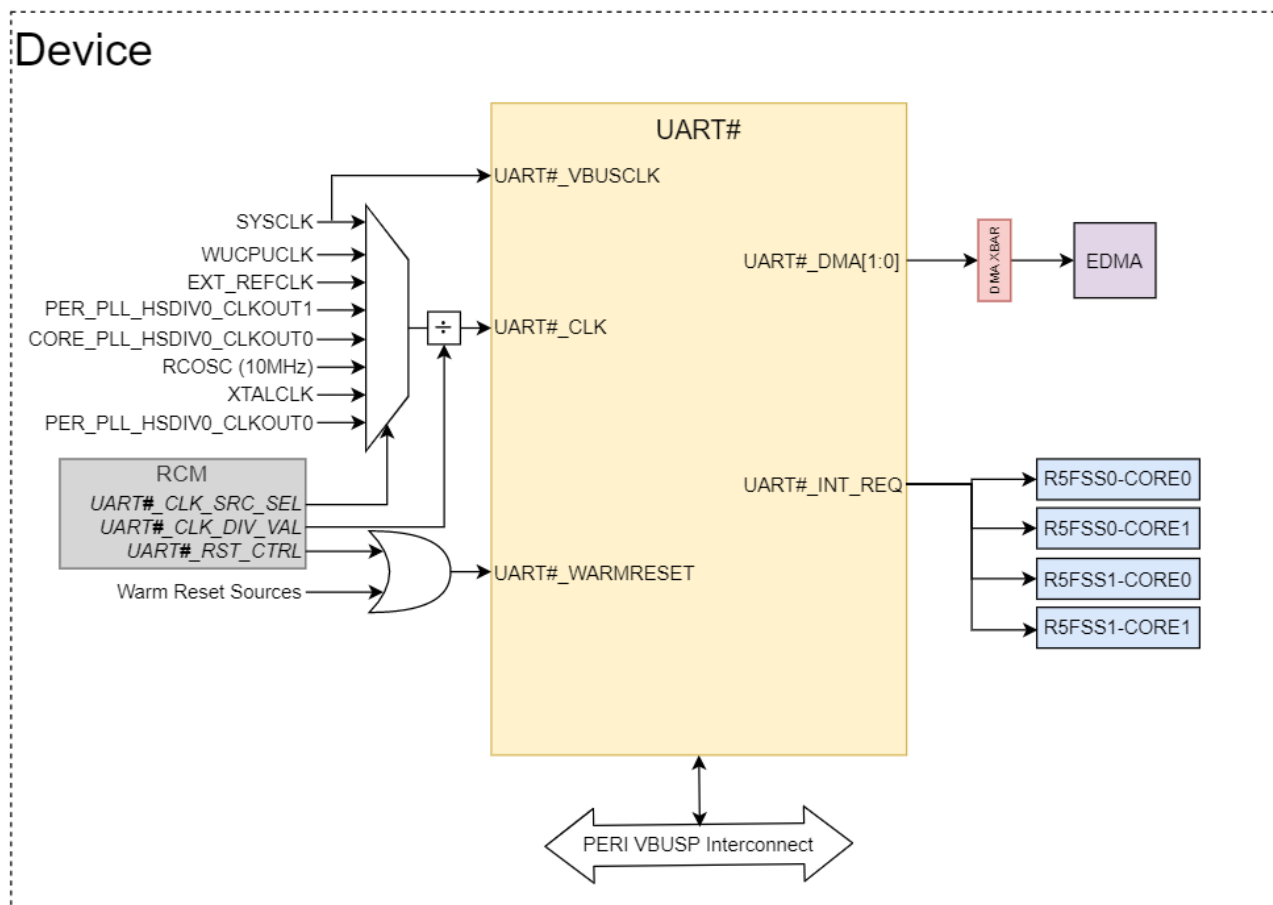 Device
UART#
UART#_VBUSCLK
SYSCLK
WUCPUCLK
EXT_REFCLK
PER_PLL_HSDIV0_CLKOUT1
CORE_PLL_HSDIV0_CLKOUT0
RCOSC (10MHz)
XTALCLK
PER_PLL_HSDIV0_CLKOUT0
÷
UART#_CLK
UART#_DMA[1:0]
DMA XBAR
EDMA
RCM
UART#_CLK_SRC_SEL
UART#_CLK_DIV_VAL
UART#_RST_CTRL
Warm Reset Sources
UART#_WARMRESET
UART#_INT_REQ
R5FSS0-CORE0
R5FSS0-CORE1
R5FSS1-CORE0
R5FSS1-CORE1
PERI VBUSP Interconnect